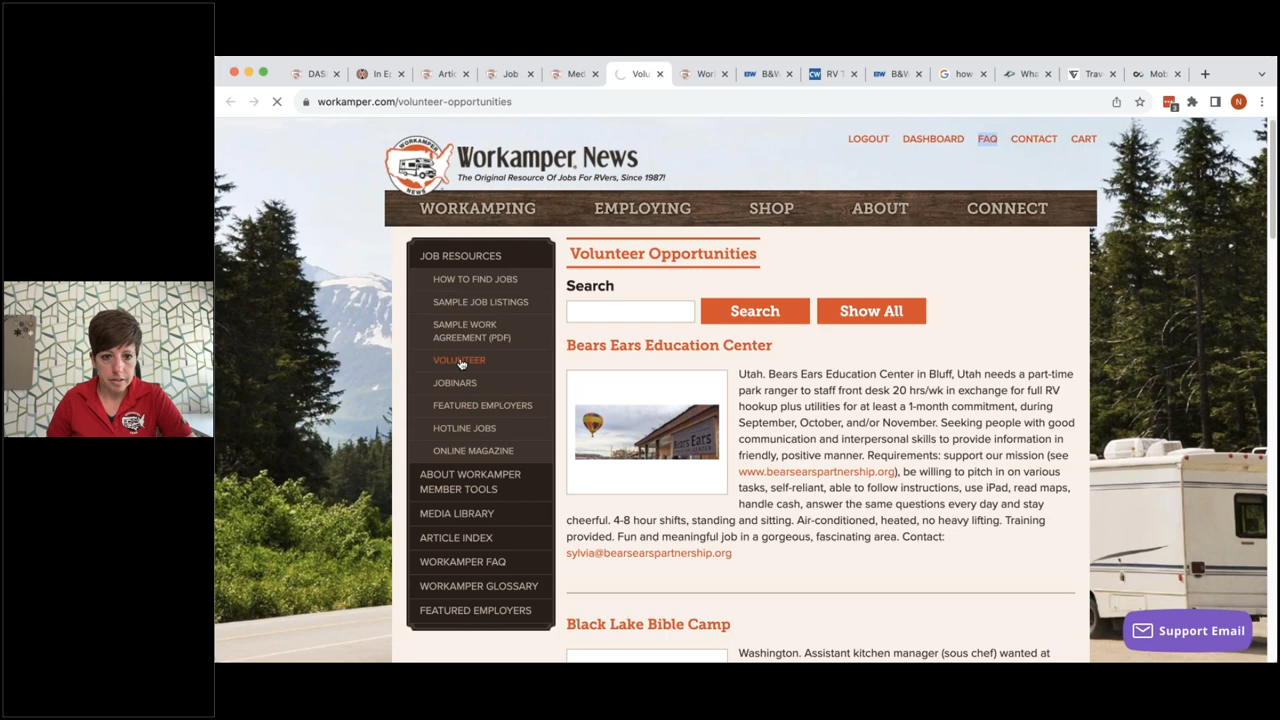 DAS
In E
Artic
Job
Med
Volu
Worl
B&W
RV T
B&W
how
Wha
Trav
Mob
workamper.com/volunteer-opportunities
3
N
LOGOUT DASHBOARD FAQ CONTACT CART
WORKAMPER
NEWS
Workamper News
The Original Resource Of Jobs For RVers, Since 1987!
WORKAMPING EMPLOYING SHOP ABOUT CONNECT
JOB RESOURCES
HOW TO FIND JOBS
SAMPLE JOB LISTINGS
SAMPLE WORK
AGREEMENT (PDF)
VOLUNTEER
JOBINARS
FEATURED EMPLOYERS
HOTLINE JOBS
ONLINE MAGAZINE
ABOUT WORKAMPER
MEMBER TOOLS
MEDIA LIBRARY
ARTICLE INDEX
WORKAMPER FAQ
WORKAMPER GLOSSARY
FEATURED EMPLOYERS
Volunteer Opportunities
Search
Search Show All
Bears Ears Education Center
Bears Ears
Utah. Bears Ears Education Center in Bluff, Utah needs a part-time
park ranger to staff front desk 20 hrs/wk in exchange for full RV
hookup plus utilities for at least a 1-month commitment, during
September, October, and/or November. Seeking people with good
communication and interpersonal skills to provide information in
friendly, positive manner. Requirements: support our mission (see
www.bearsearspartnership.org), be willing to pitch in on various
tasks, self-reliant, able to follow instructions, use iPad, read maps,
handle cash, answer the same questions every day and stay
cheerful. 4-8 hour shifts, standing and sitting. Air-conditioned, heated, no heavy lifting. Training
provided. Fun and meaningful job in a gorgeous, fascinating area. Contact:
sylvia@bearsearspartnership.org
Black Lake Bible Camp
Washington. Assistant kitchen manager (sous chef) wanted at
Support Email